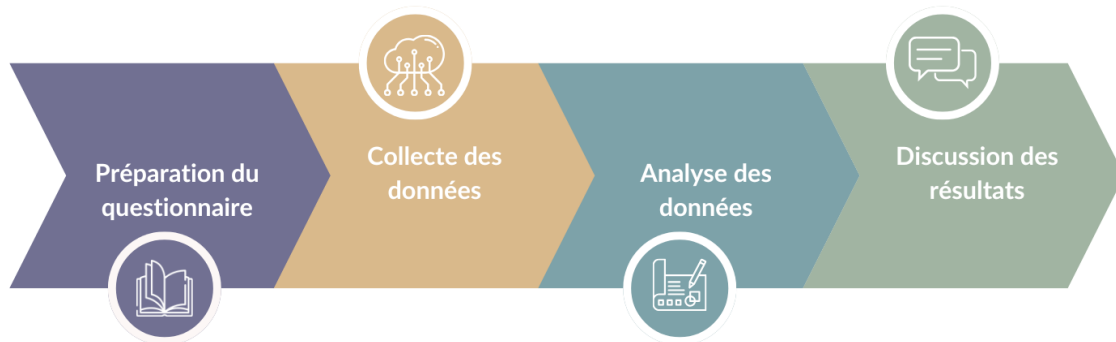 Préparation du
questionnaire
Collecte des
données
Analyse des
données
Discussion des
résultats